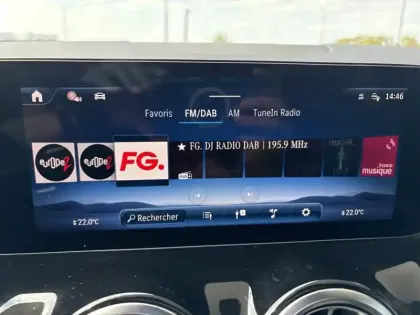 14:46
Favoris FM/DAB AM TuneIn Radio
europe 2
europe 2
FG.
★ FG. DJ RADIO DAB | 195.9 MHz
france musique
22.0°C
Rechercher
22.0°C